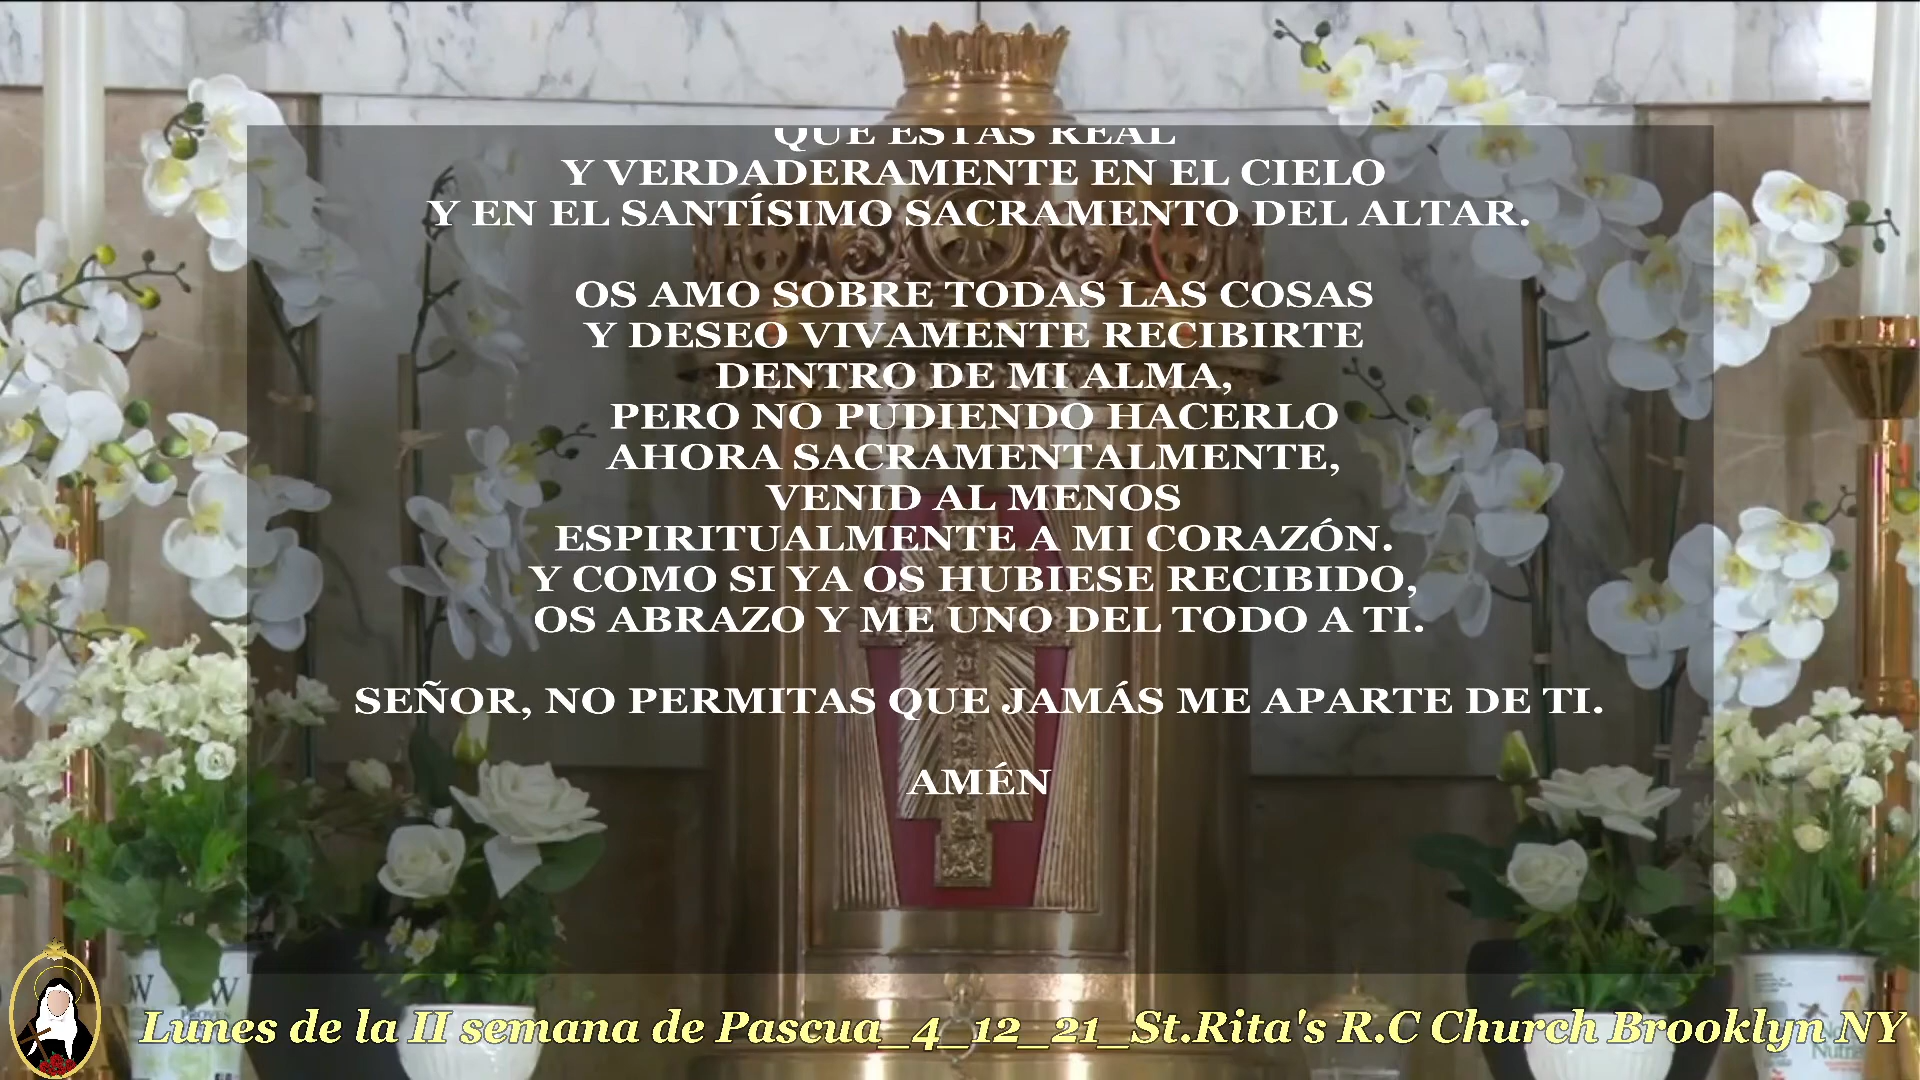 QUE ESTÁS REAL
Y VERDADERAMENTE EN EL CIELO
Y EN EL SANTÍSIMO SACRAMENTO DEL ALTAR.
OS AMO SOBRE TODAS LAS COSAS
Y DESEO VIVAMENTE RECIBIRTE
DENTRO DE MI ALMA,
PERO NO PUDIENDO HACERLO
AHORA SACRAMENTALMENTE,
VENID AL MENOS
ESPIRITUALMENTE A MI CORAZÓN.
Y COMO SI YA OS HUBIESE RECIBIDO,
OS ABRAZO Y ME UNO DEL TODO A TI.
SEÑOR, NO PERMITAS QUE JAMÁS ME APARTE DE TI.
AMÉN
W W
Lunes de la II semana de Pascua_4_12_21_St.Rita's R.C Church Brooklyn NY